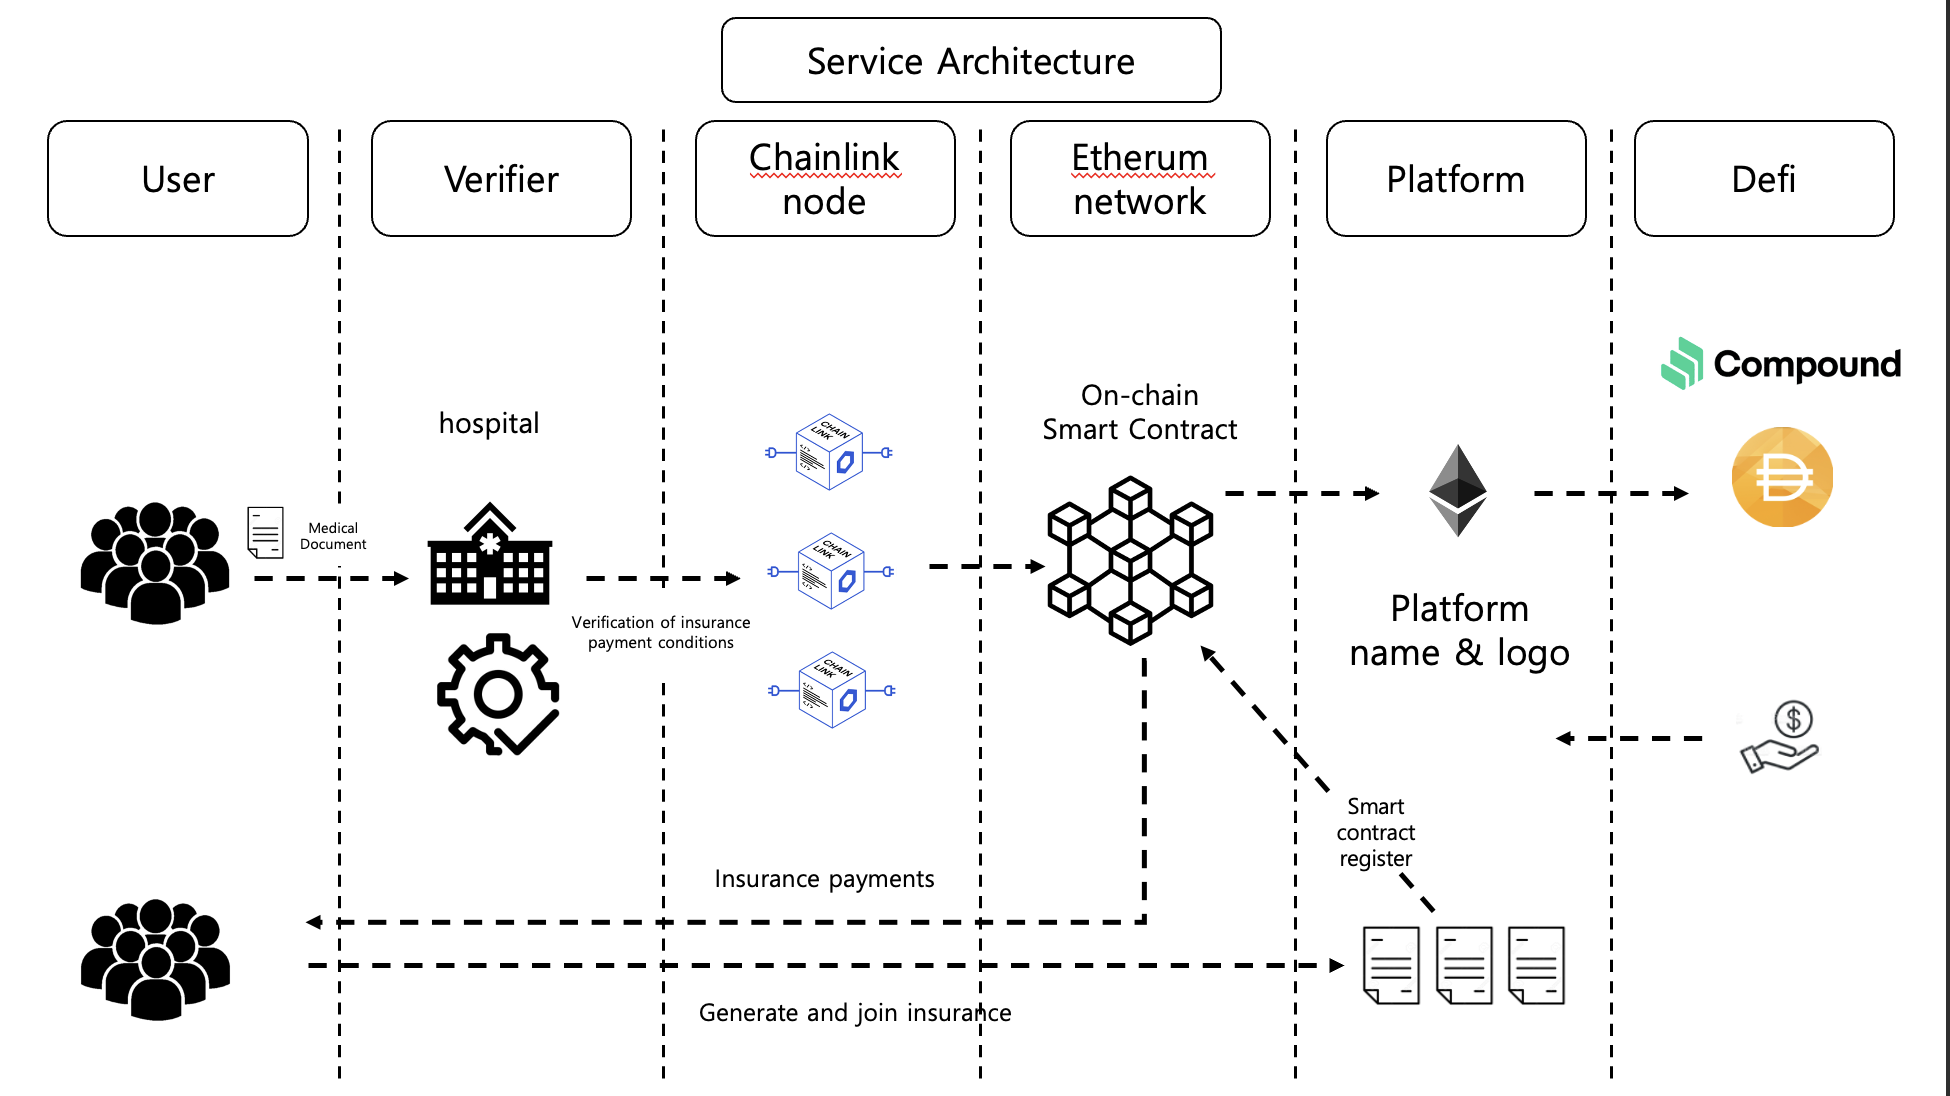 Service Architecture
User
Verifier
Chainlink
node
Etherum
network
Platform
Defi
Compound
hospital
On-chain
Smart Contract
Medical
Document
CHAIN
LINK
CHAIN
LINK
CHAIN
LINK
Verification of insurance
payment conditions
Platform
name & logo
$
Smart
contract
register
Insurance payments
Generate and join insurance